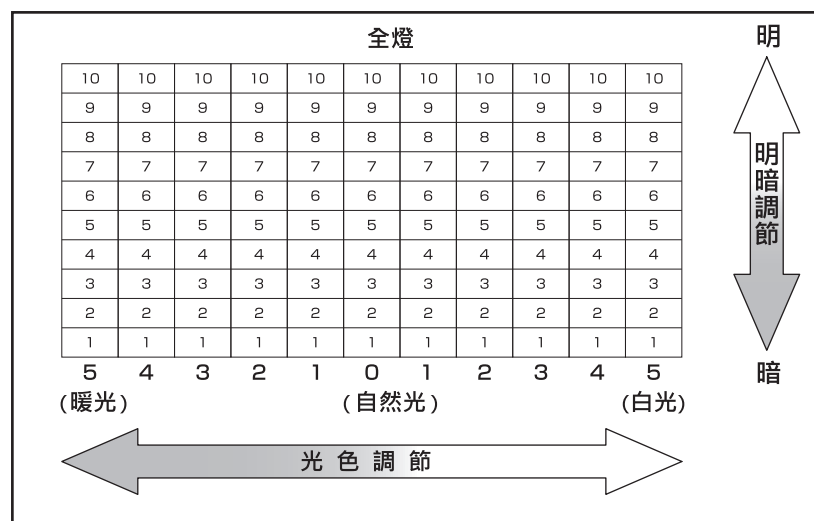 全燈
明
10 10 10 10 10 10 10 10 10 10 10
9 9 9 9 9 9 9 9 9 9 9
8 8 8 8 8 8 8 8 8 8 8
7 7 7 7 7 7 7 7 7 7 7
6 6 6 6 6 6 6 6 6 6 6
5 5 5 5 5 5 5 5 5 5 5
4 4 4 4 4 4 4 4 4 4 4
3 3 3 3 3 3 3 3 3 3 3
2 2 2 2 2 2 2 2 2 2 2
1 1 1 1 1 1 1 1 1 1 1
明暗調節
5 4 3 2 1 0 1 2 3 4 5
暗
(暖光) (自然光) (白光)
光色調節